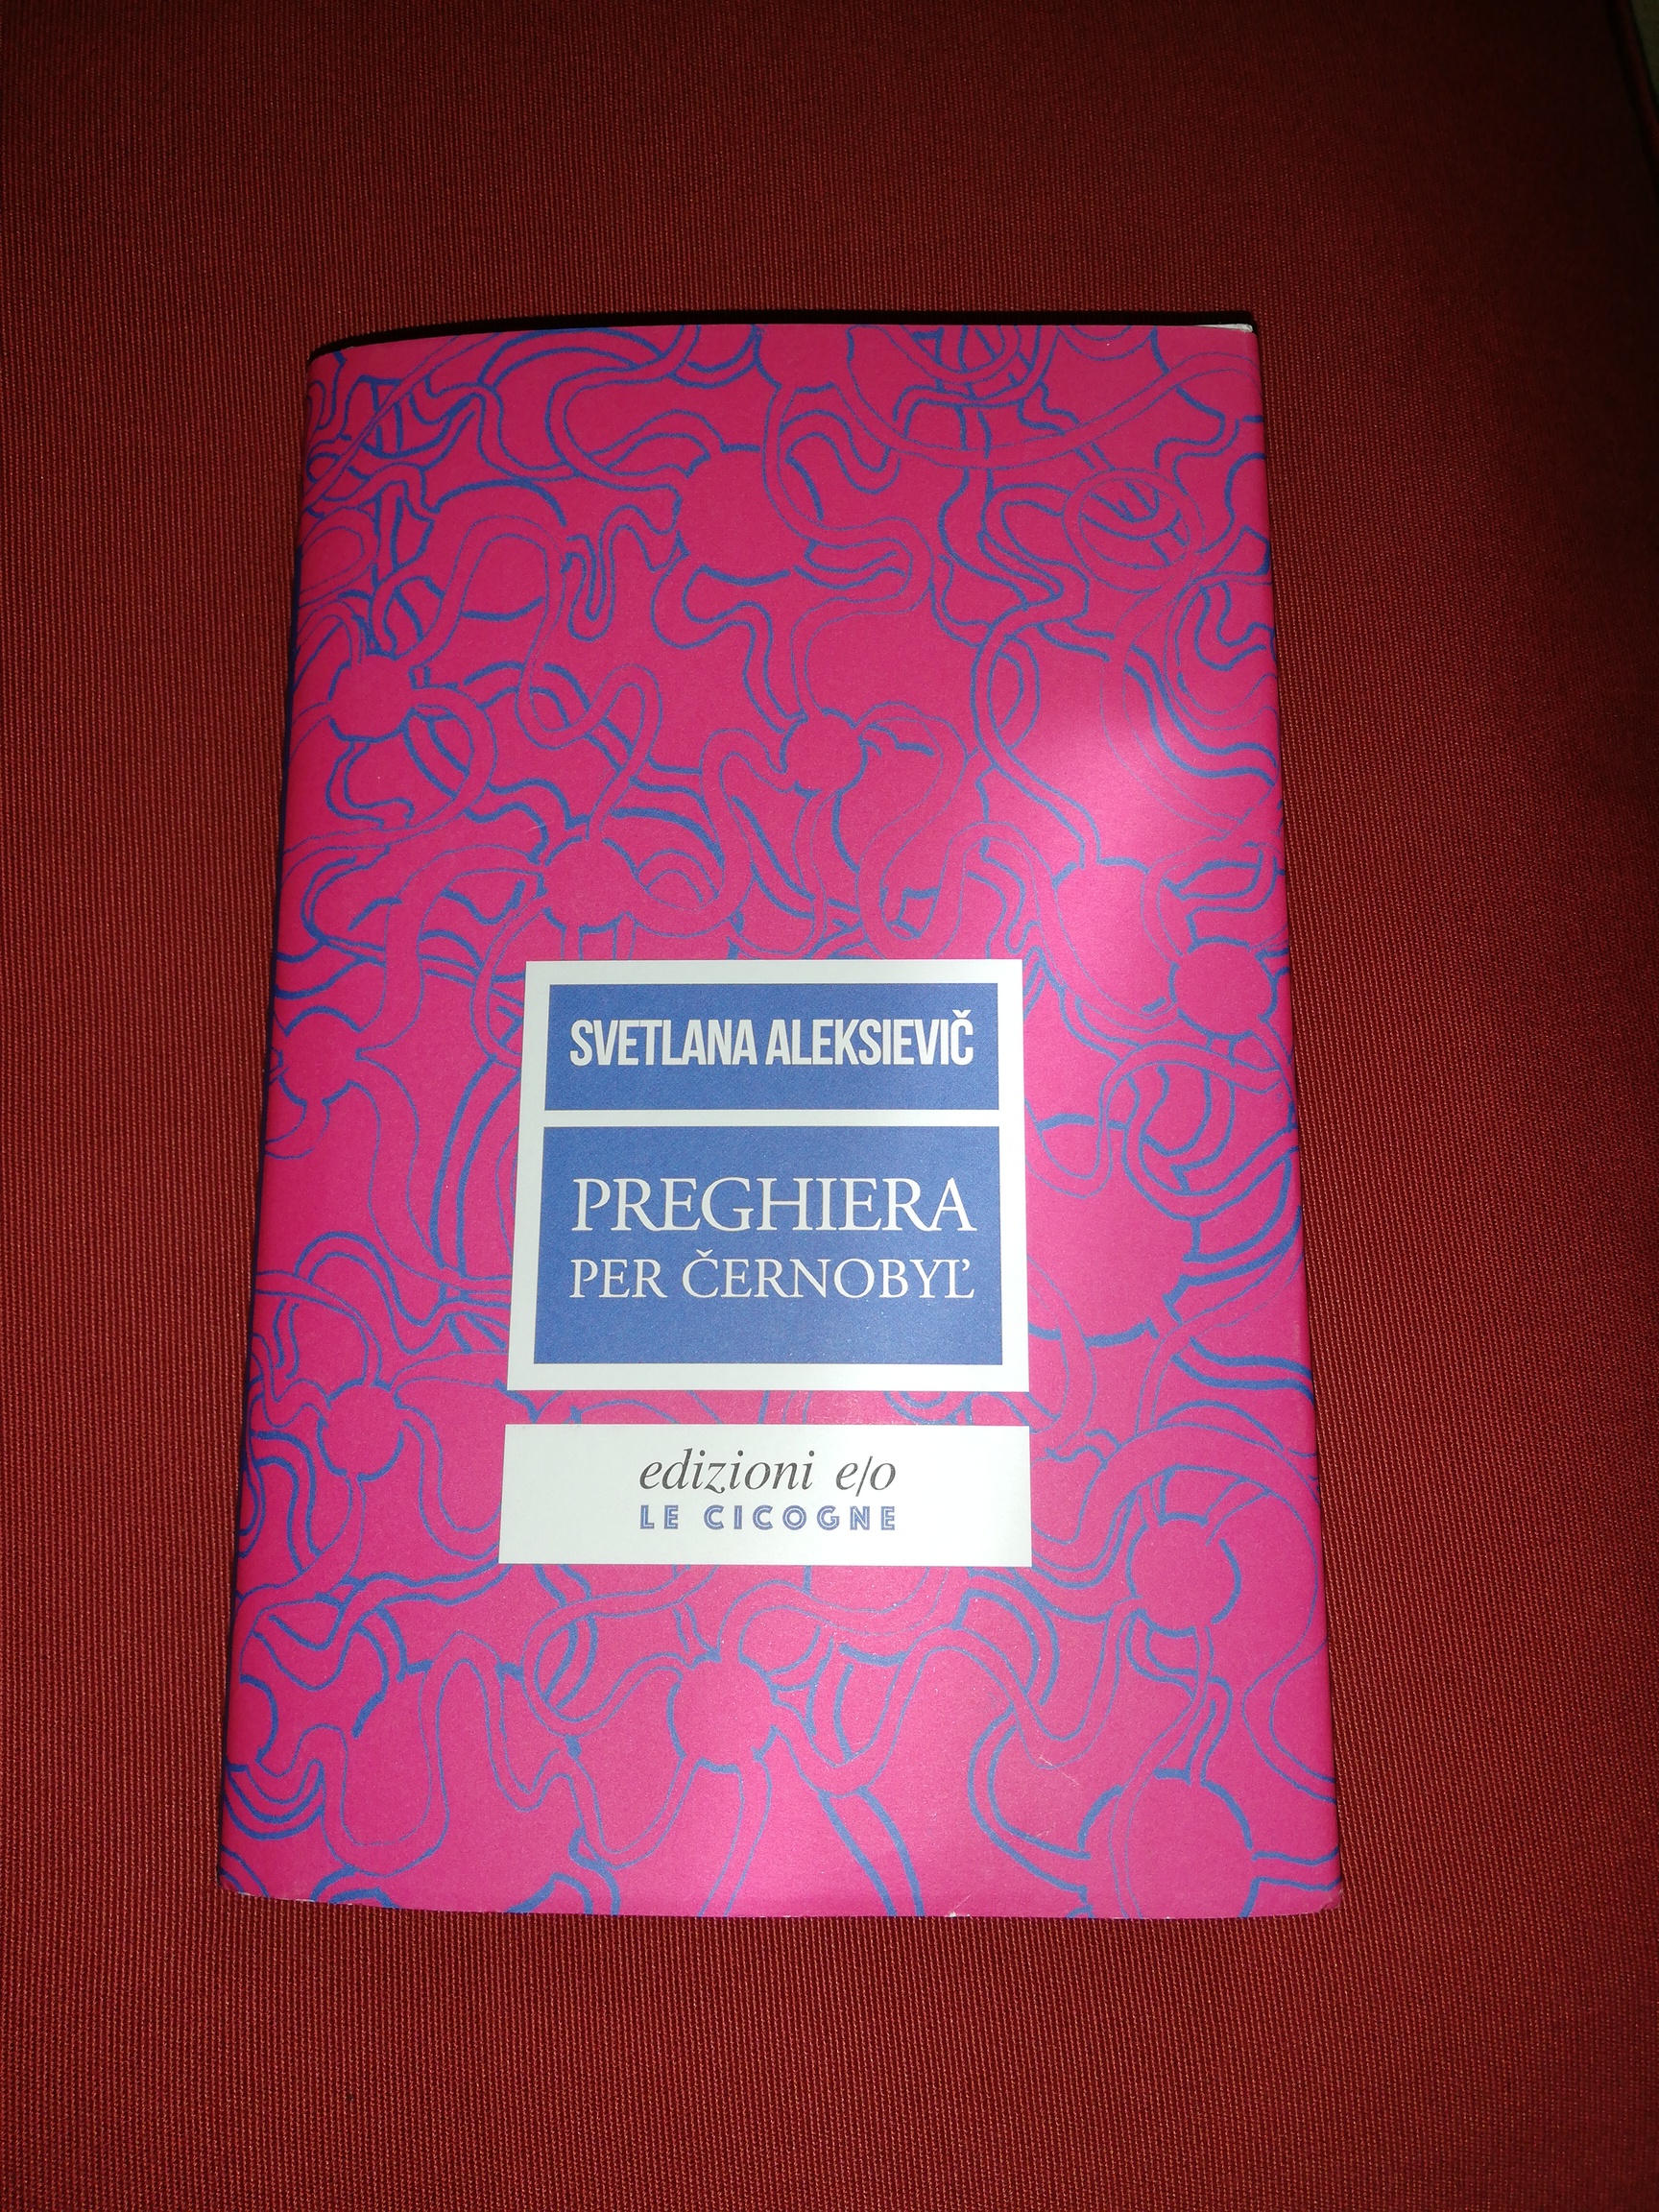 SVETLANA ALEKSIEVIČ
PREGHIERA
PER ČERNOBYL'
edizioni e/o
LE CICOGNE